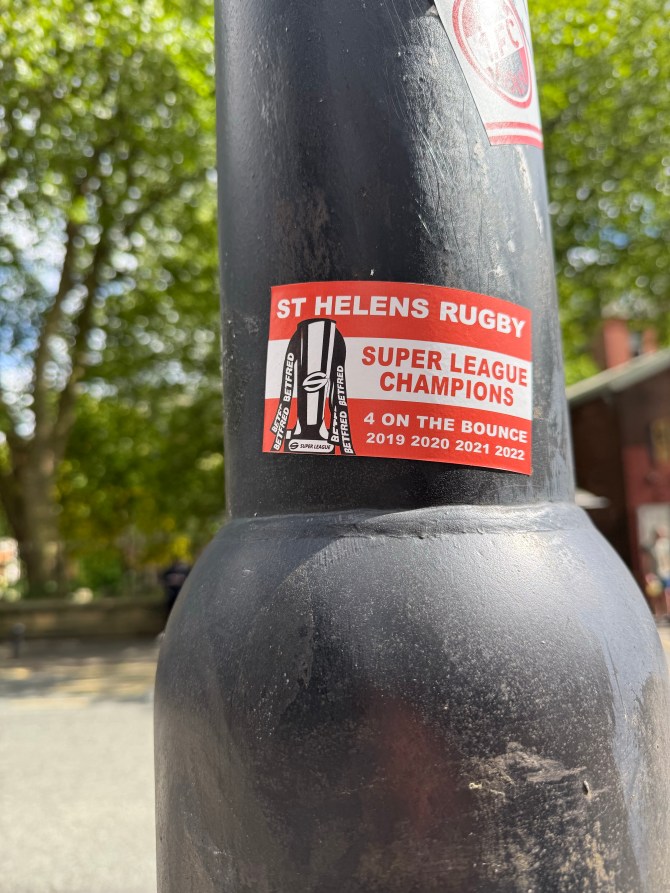 ST HELENS RUGBY
SUPER LEAGUE
CHAMPIONS
4 ON THE BOUNCE
2019 2020 2021 2022
BETFRED
BETFRED
BETFRED
BETFRED
SUPER LEAGUE